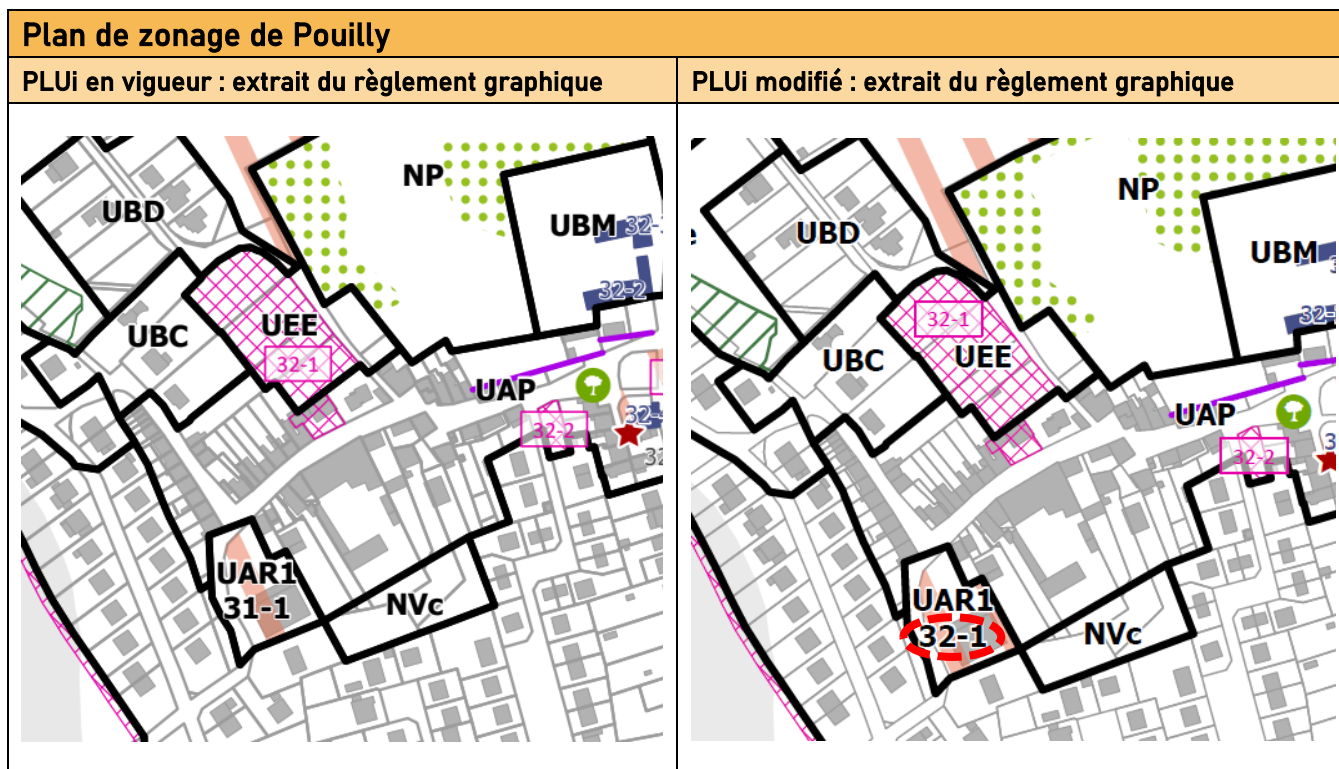 Plan de zonage de Pouilly
PLUi en vigueur : extrait du règlement graphique
PLUi modifié : extrait du règlement graphique
NP
UBD
UBM
32-2
UEE
UBC
32-1
UAP
32-2
UAR1
31-1
NVc
NP
UBD
UBM
32-1
UEE
UBC
UAP
32-2
UAR1
32-1
NVc